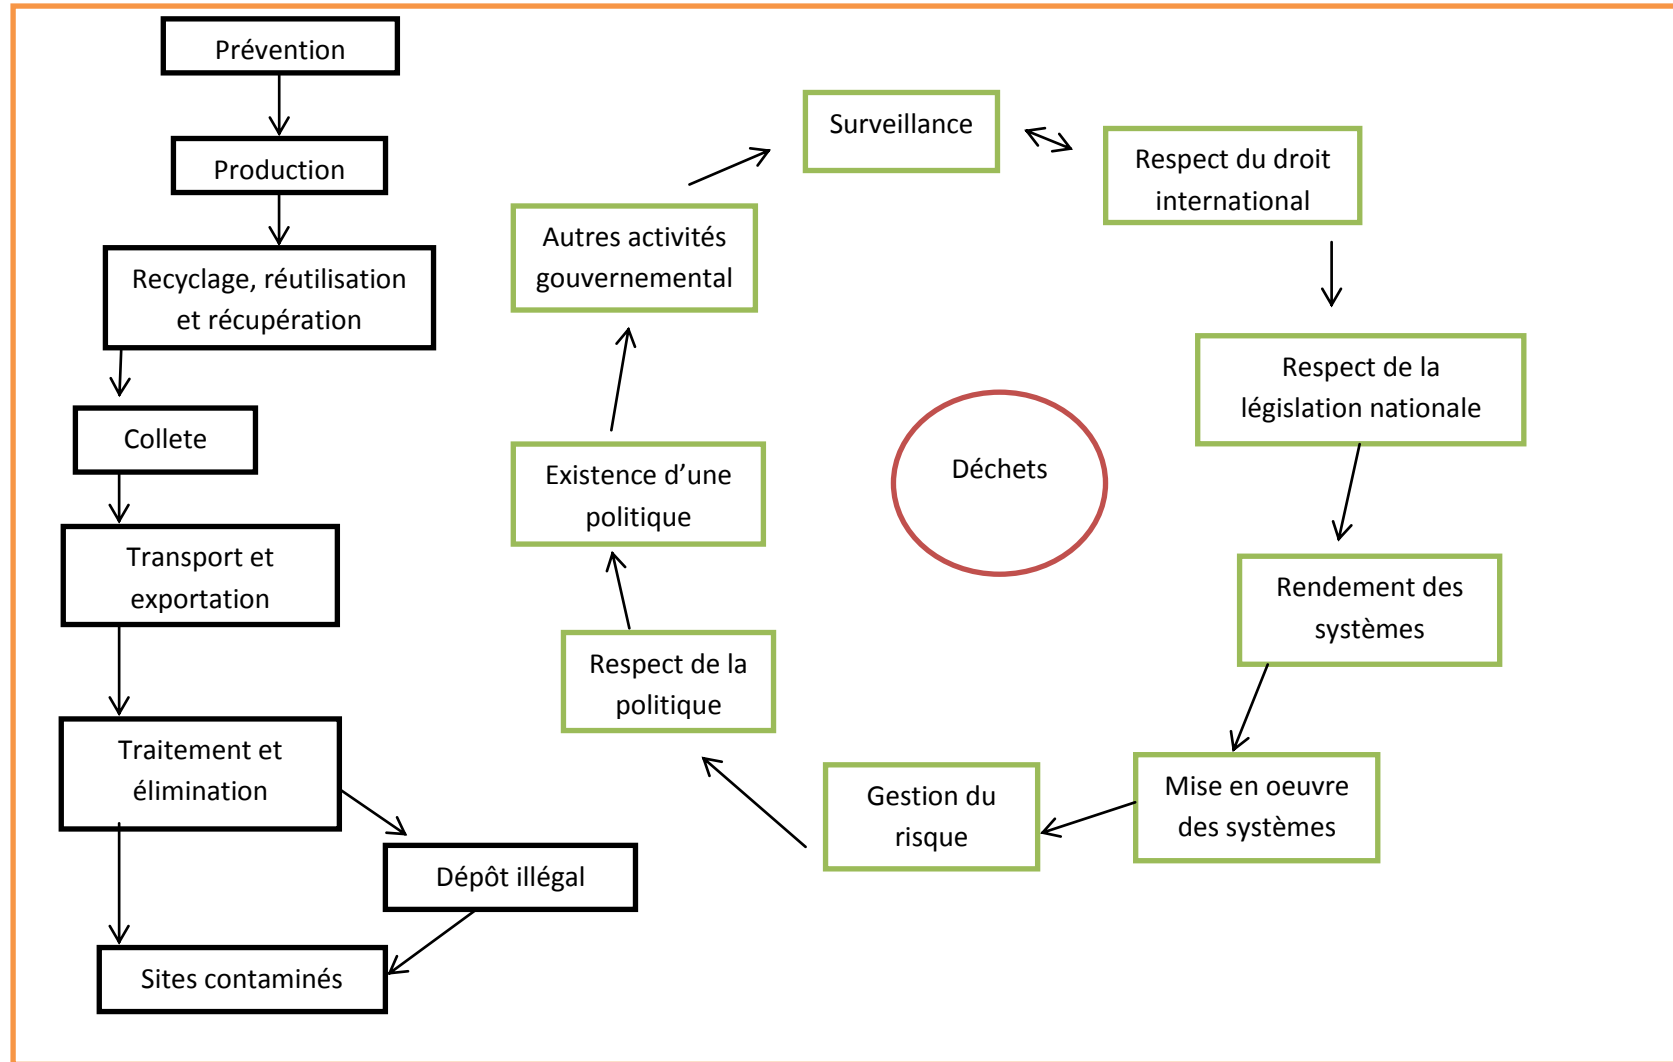 Prévention
Production
Recyclage, réutilisation
et récupération
Collete
Transport et
exportation
Traitement et
élimination
Dépôt illégal
Sites contaminés
Surveillance
Respect du droit
international
Respect de la
législation nationale
Rendement des
systèmes
Mise en oeuvre
des systèmes
Gestion du
risque
Respect de la
politique
Existence d’une
politique
Autres activités
gouvernemental
Déchets